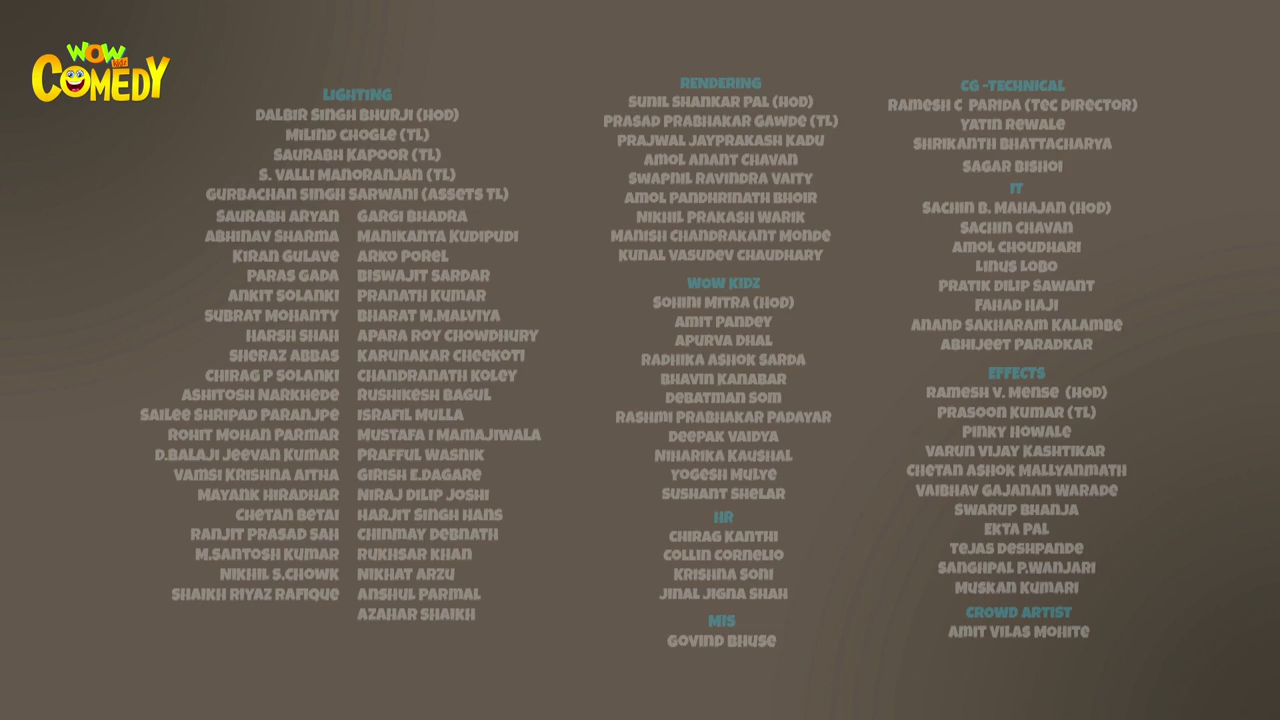 WOW
Kidz
COMEDY
LIGHTING
DALBIR SINGH BHURJI (HOD)
MILIND CHOGLE (TL)
SAURABH KAPOOR (TL)
S. VALLI MANORANJAN (TL)
GURBACHAN SINGH SARWANI (ASSETS TL)
SAURABH ARYAN GARGI BHADRA
ABHINAV SHARMA MANIKANTA KUDIPUDI
KIRAN GULAVE ARKO POREL
PARAS GADA BISWAJIT SARDAR
ANKIT SOLANKI PRANATH KUMAR
SUBRAT MOHANTY BHARAT M.MALVIYA
HARSH SHAH APARA ROY CHOWDHURY
SHERAZ ABBAS KARUNAKAR CHEEKOTI
CHIRAG P SOLANKI CHANDRANATH KOLEY
ASHITOSH NARKHEDE RUSHIKESH BAGUL
SAILEE SHRIPAD PARANJPE ISRAFIL MULLA
ROHIT MOHAN PARMAR MUSTAFA I MAMAJIWALA
D.BALAJI JEEVAN KUMAR PRAFFUL WASNIK
VAMSI KRISHNA AITHA GIRISH E.DAGARE
MAYANK HIRADHAR NIRAJ DILIP JOSHI
CHETAN BETAI HARJIT SINGH HANS
RANJIT PRASAD SAH CHINMAY DEBNATH
M.SANTOSH KUMAR RUKHSAR KHAN
NIKHIL S.CHOWK NIKHAT ARZU
SHAIKH RIYAZ RAFIQUE ANSHUL PARMAL
AZAHAR SHAIKH
RENDERING
SUNIL SHANKAR PAL (HOD)
PRASAD PRABHAKAR GAWDE (TL)
PRAJWAL JAYPRAKASH KADU
AMOL ANANT CHAVAN
SWAPNIL RAVINDRA VAITY
AMOL PANDHRINATH BHOIR
NIKHIL PRAKASH WARIK
MANISH CHANDRAKANT MONDE
KUNAL VASUDEV CHAUDHARY
WOW KIDZ
SOHINI MITRA (HOD)
AMIT PANDEY
APURVA DHAL
RADHIKA ASHOK SARDA
BHAVIN KANABAR
DEBATMAN SOM
RASHMI PRABHAKAR PADAYAR
DEEPAK VAIDYA
NIHARIKA KAUSHAL
YOGESH MULYE
SUSHANT SHELAR
HR
CHIRAG KANTHI
COLLIN CORNELIO
KRISHNA SONI
JINAL JIGNA SHAH
MIS
GOVIND BHUSE
CG -TECHNICAL
RAMESH C PARIDA (TEC DIRECTOR)
YATIN REWALE
SHRIKANTH BHATTACHARYA
SAGAR BISHOI
IT
SACHIN B. MAHAJAN (HOD)
SACHIN CHAVAN
AMOL CHOUDHARI
LINUS LOBO
PRATIK DILIP SAWANT
FAHAD HAJI
ANAND SAKHARAM KALAMBE
ABHIJEET PARADKAR
EFFECTS
RAMESH V. MENSE (HOD)
PRASOON KUMAR (TL)
PINKY HOWALE
VARUN VIJAY KASHTIKAR
CHETAN ASHOK MALLYANMATH
VAIBHAV GAJANAN WARADE
SWARUP BHANJA
EKTA PAL
TEJAS DESHPANDE
SANGHPAL P.WANJARI
MUSKAN KUMARI
CROWD ARTIST
AMIT VILAS MOHITE